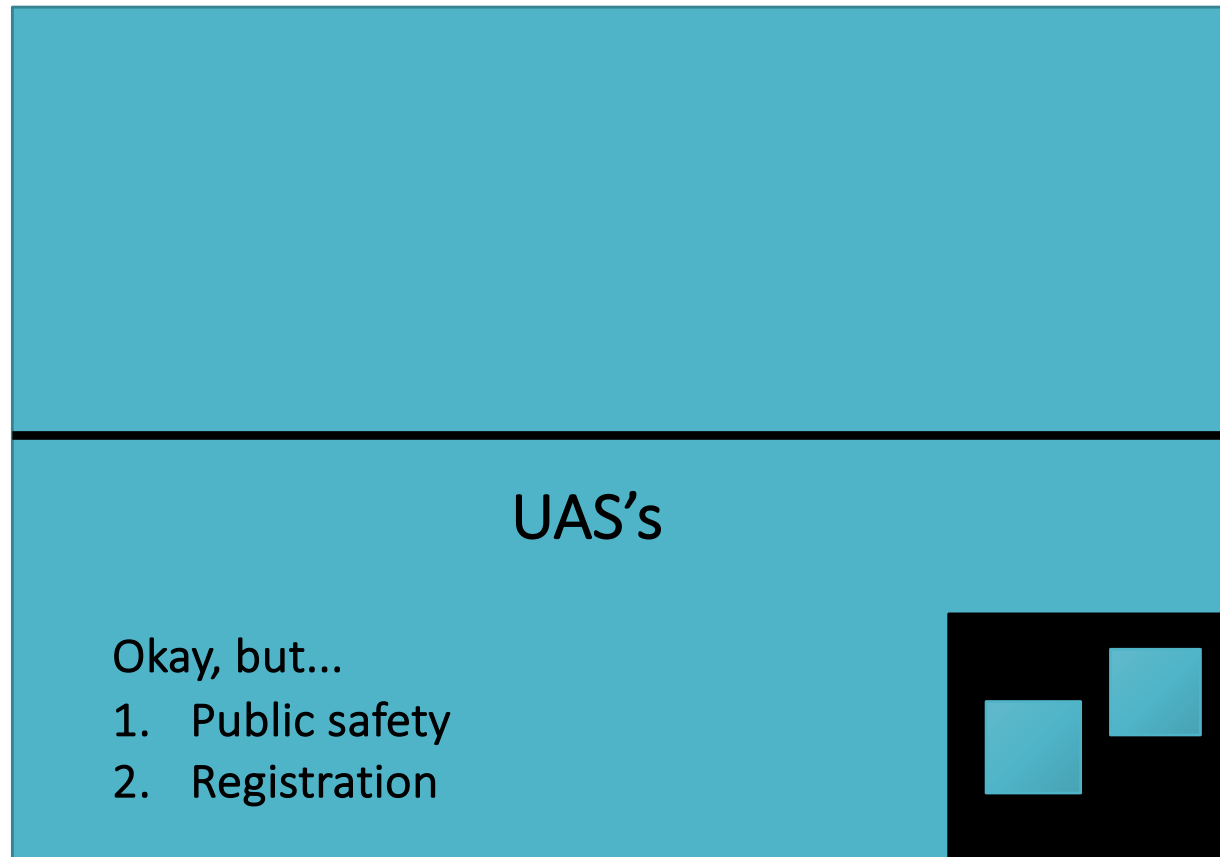 UAS’s
Okay, but...
1. Public safety
2. Registration